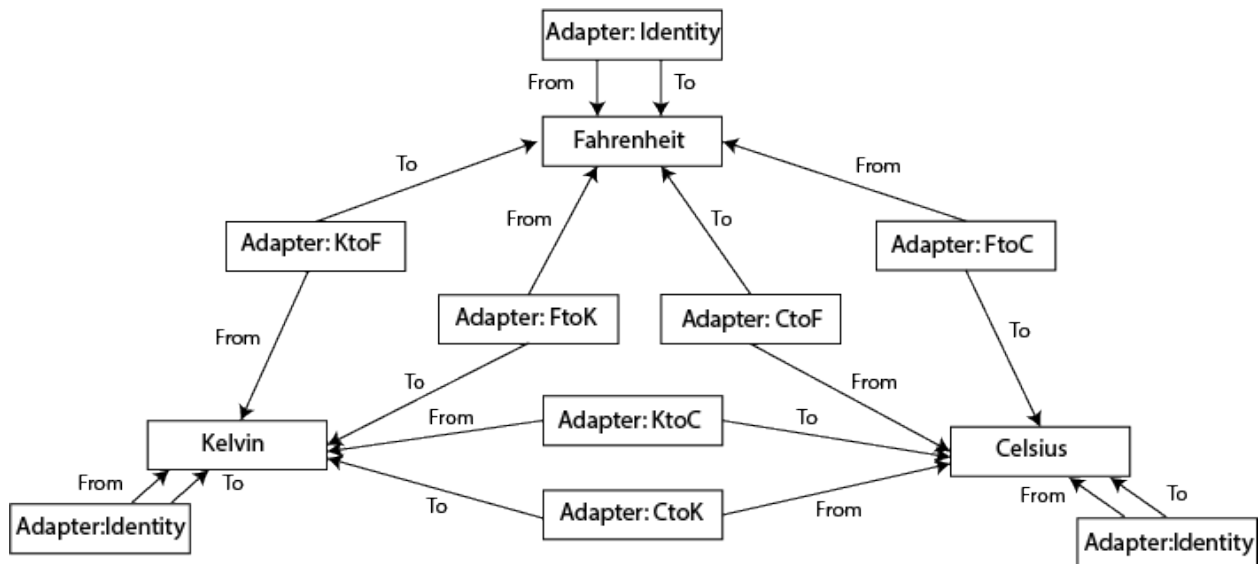 Adapter: Identity
From
To
Fahrenheit
To
From
From
To
Adapter: KtoF
Adapter: FtoC
Adapter: FtoK
Adapter: CtoF
From
To
To
From
From
To
Adapter: KtoC
Kelvin
Celsius
From
To
To
From
From
To
Adapter: CtoK
Adapter:Identity
Adapter:Identity